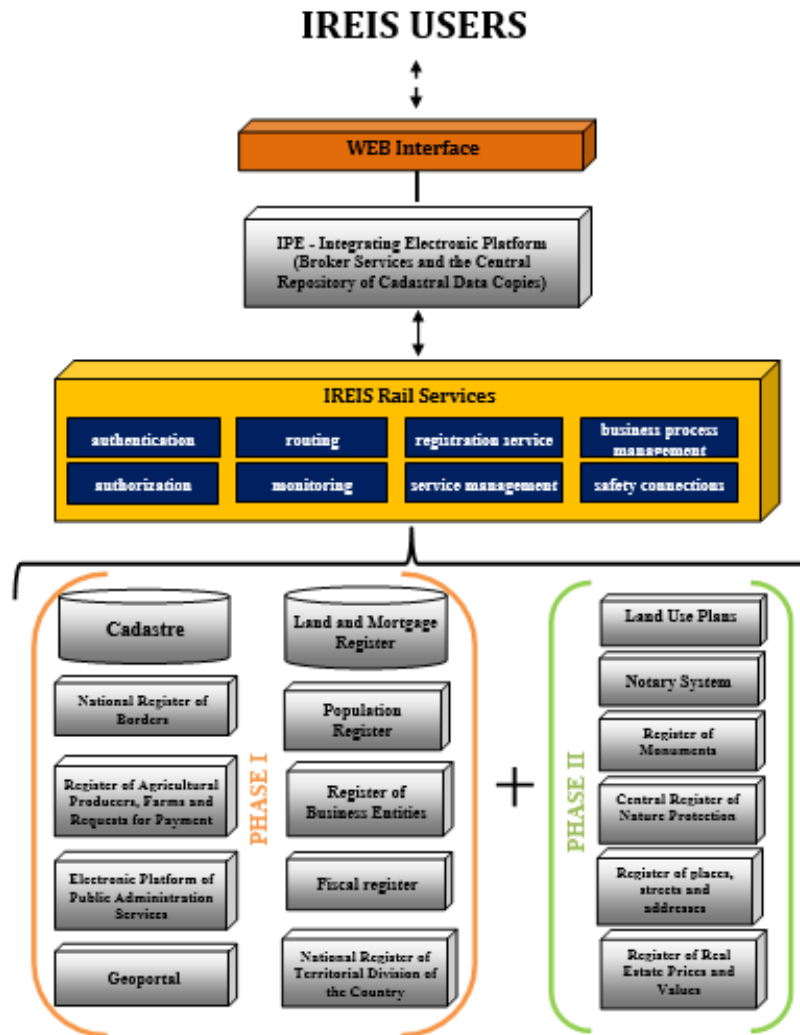 IREIS USERS
WEB Interface
IPE - Integrating Electronic Platform
(Broker Services and the Central
Repository of Cadastral Data Copies)
IREIS Rail Services
authentication
routing
registration service
business process
management
authorization
monitoring
service management
safety connections
PHASE I
Cadastre
Land and Mortgage
Register
National Register of
Borders
Population
Register
Register of Agricultural
Producers, Farms and
Requests for Payment
Register of
Business Entities
Electronic Platform of
Public Administration
Services
Fiscal register
Geoportal
National Register of
Territorial Division of
the Country
+
PHASE II
Land Use Plans
Notary System
Register of
Monuments
Central Register of
Nature Protection
Register of places,
streets and
addresses
Register of Real
Estate Prices and
Values